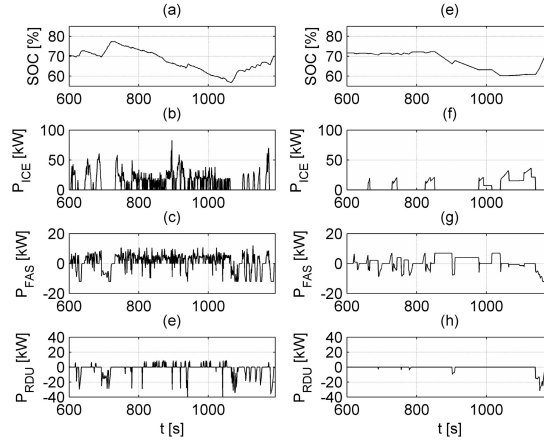 (a)
SOC [%]
80
70
60
600 800 1000
(b)
P_ICE [kW]
100
50
0
600 800 1000
(c)
P_FAS [kW]
20
0
-20
600 800 1000
(e)
P_RDU [kW]
40
20
0
-20
-40
600 800 1000
t [s]
(e)
SOC [%]
80
70
60
600 800 1000
(f)
P_ICE [kW]
100
50
0
600 800 1000
(g)
P_FAS [kW]
20
0
-20
600 800 1000
(h)
P_RDU [kW]
40
20
0
-20
-40
600 800 1000
t [s]